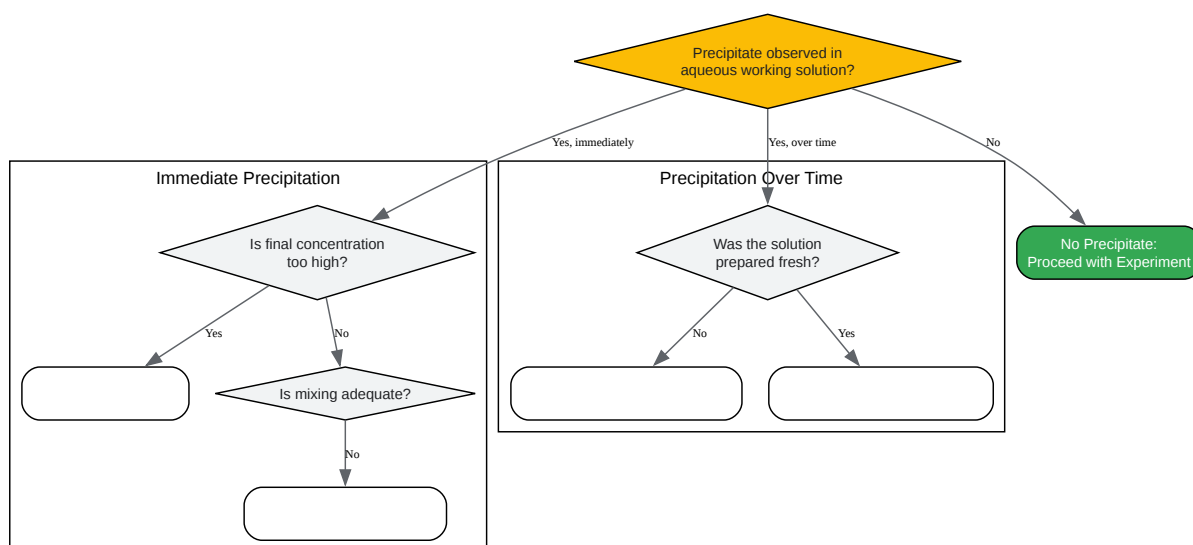 Precipitate observed in
aqueous working solution?
Yes, immediately
Yes, over time
No
Immediate Precipitation
Precipitation Over Time
Is final concentration
too high?
Was the solution
prepared fresh?
No Precipitate:
Proceed with Experiment
Yes
No
No
Yes
Is mixing adequate?
No